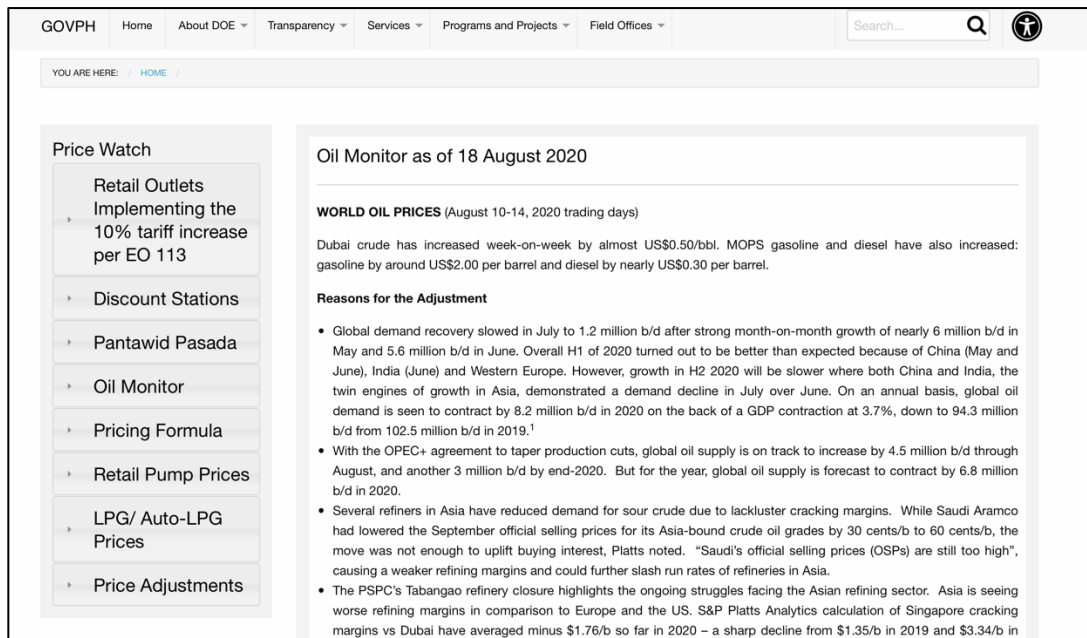 GOVPH Home About DOE Transparency Services Programs and Projects Field Offices Search...
YOU ARE HERE: / HOME /
Price Watch
Retail Outlets
Implementing the
10% tariff increase
per EO 113
Discount Stations
Pantawid Pasada
Oil Monitor
Pricing Formula
Retail Pump Prices
LPG/ Auto-LPG
Prices
Price Adjustments
Oil Monitor as of 18 August 2020
WORLD OIL PRICES (August 10-14, 2020 trading days)
Dubai crude has increased week-on-week by almost US$0.50/bbl. MOPS gasoline and diesel have also increased:
gasoline by around US$2.00 per barrel and diesel by nearly US$0.30 per barrel.
Reasons for the Adjustment
• Global demand recovery slowed in July to 1.2 million b/d after strong month-on-month growth of nearly 6 million b/d in
May and 5.6 million b/d in June. Overall H1 of 2020 turned out to be better than expected because of China (May and
June), India (June) and Western Europe. However, growth in H2 2020 will be slower where both China and India, the
twin engines of growth in Asia, demonstrated a demand decline in July over June. On an annual basis, global oil
demand is seen to contract by 8.2 million b/d in 2020 on the back of a GDP contraction at 3.7%, down to 94.3 million
b/d from 102.5 million b/d in 2019.¹
• With the OPEC+ agreement to taper production cuts, global oil supply is on track to increase by 4.5 million b/d through
August, and another 3 million b/d by end-2020. But for the year, global oil supply is forecast to contract by 6.8 million
b/d in 2020.
• Several refiners in Asia have reduced demand for sour crude due to lackluster cracking margins. While Saudi Aramco
had lowered the September official selling prices for its Asia-bound crude oil grades by 30 cents/b to 60 cents/b, the
move was not enough to uplift buying interest, Platts noted. “Saudi's official selling prices (OSPs) are still too high”,
causing a weaker refining margins and could further slash run rates of refineries in Asia.
• The PSPC's Tabangao refinery closure highlights the ongoing struggles facing the Asian refining sector. Asia is seeing
worse refining margins in comparison to Europe and the US. S&P Platts Analytics calculation of Singapore cracking
margins vs Dubai have averaged minus $1.76/b so far in 2020 – a sharp decline from $1.35/b in 2019 and $3.34/b in